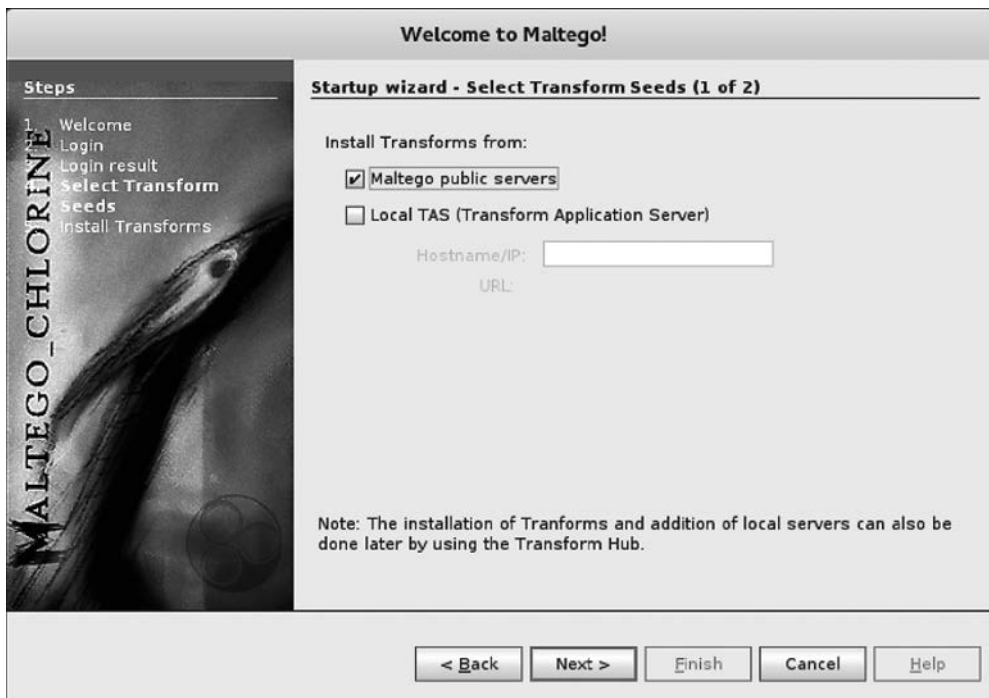 Welcome to Maltego!
Steps
1. Welcome
2. Login
Login result
4. Select Transform
Seeds
Install Transforms
MALTEGO_CHLORINE
Startup wizard - Select Transform Seeds (1 of 2)
Install Transforms from:
Maltego public servers
Local TAS (Transform Application Server)
Hostname/IP:
URL:
Note: The installation of Tranforms and addition of local servers can also be
done later by using the Transform Hub.
< Back
Next >
Finish
Cancel
Help